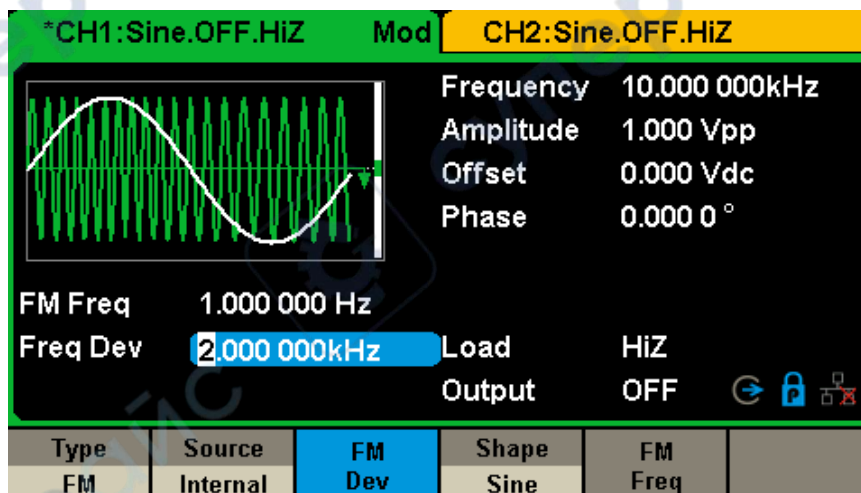 *CH1:Sine.OFF.HiZ Mod CH2:Sine.OFF.HiZ
Frequency 10.000 000kHz
Amplitude 1.000 Vpp
Offset 0.000 Vdc
Phase 0.000 0 °
FM Freq 1.000 000 Hz
Freq Dev 2.000 000kHz Load HiZ
Output OFF P
Type Source FM Shape FM
FM Internal Dev Sine Freq